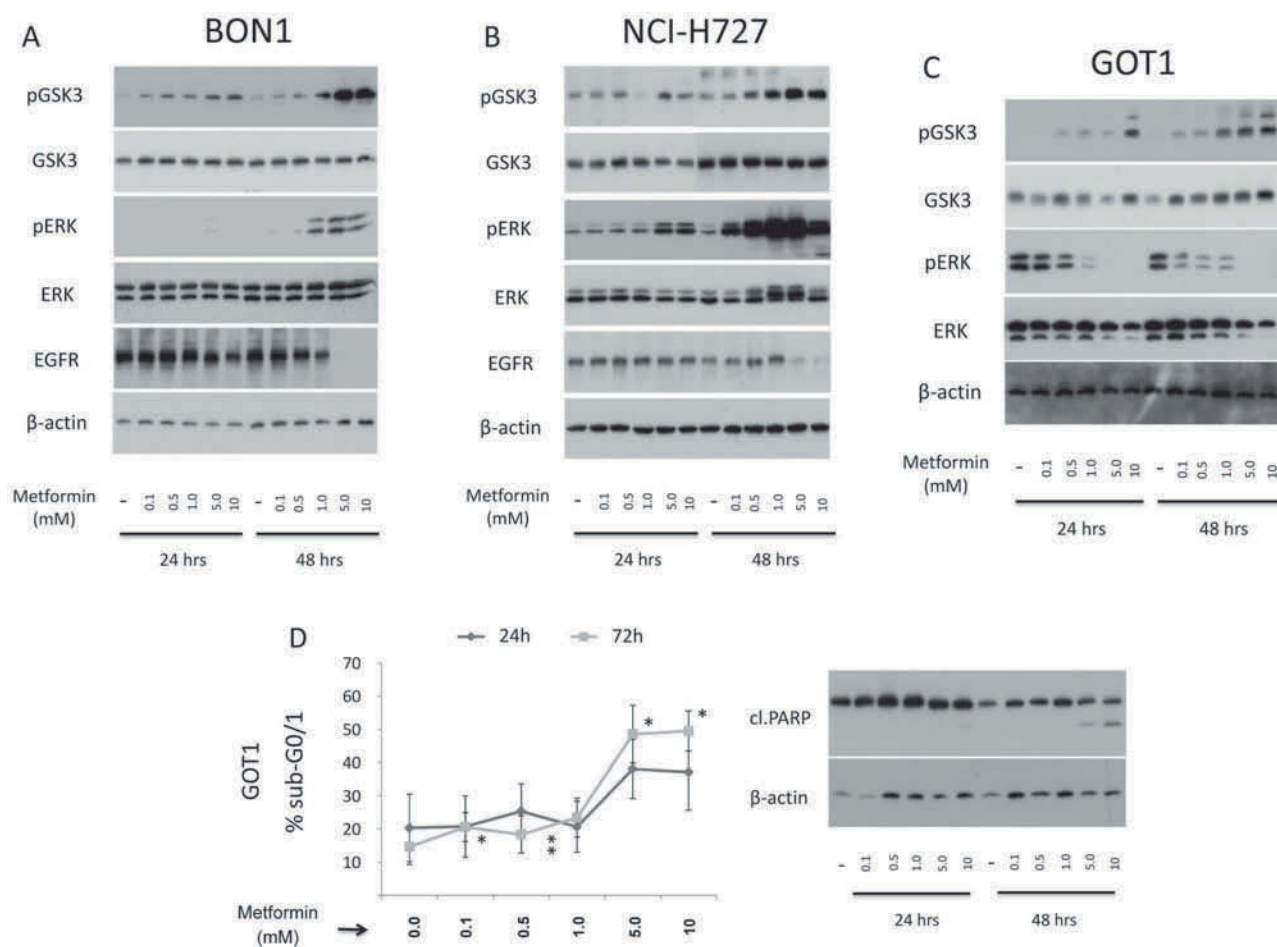 A
BON1
pGSK3
GSK3
pERK
ERK
EGFR
β-actin
Metformin
(mM)
- 0.1 0.5 1.0 5.0 10 - 0.1 0.5 1.0 5.0 10
24 hrs 48 hrs
B
NCI-H727
pGSK3
GSK3
pERK
ERK
EGFR
β-actin
Metformin
(mM)
- 0.1 0.5 1.0 5.0 10 - 0.1 0.5 1.0 5.0 10
24 hrs 48 hrs
C
GOT1
pGSK3
GSK3
pERK
ERK
β-actin
Metformin
(mM)
- 0.1 0.5 1.0 5.0 10 - 0.1 0.5 1.0 5.0 10
24 hrs 48 hrs
D
24h 72h
GOT1
% sub-G0/1
70
60
50
40
30
20
10
* ** * *
Metformin
(mM)
→
0.0 0.1 0.5 1.0 5.0 10
cl.PARP
β-actin
- 0.1 0.5 1.0 5.0 10 - 0.1 0.5 1.0 5.0 10
24 hrs 48 hrs